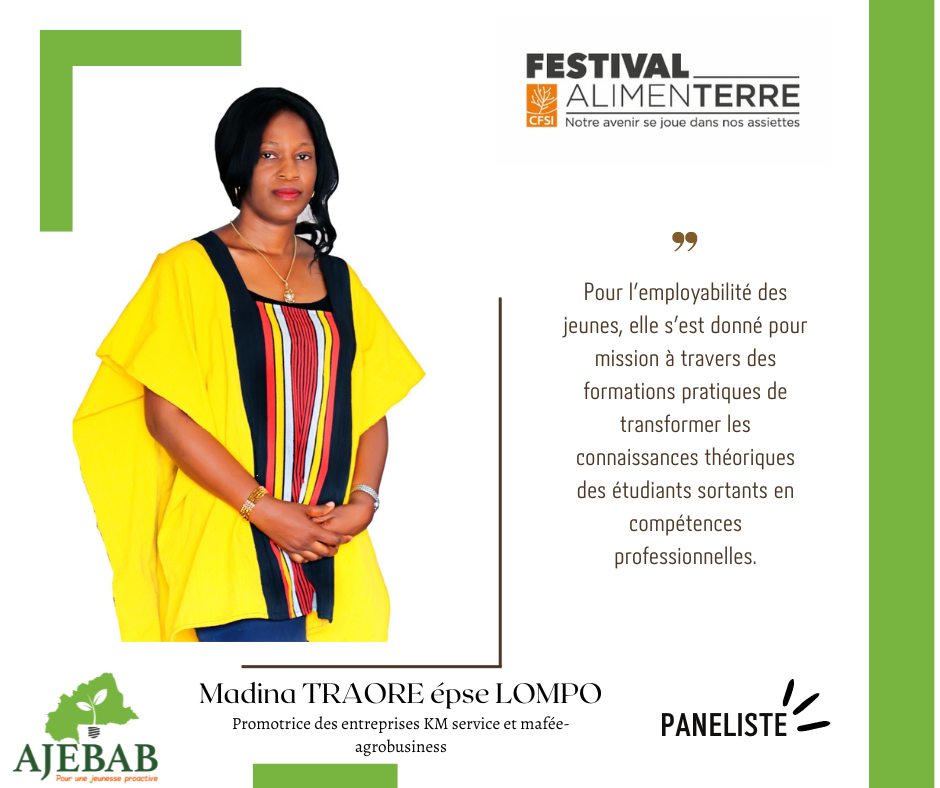 FESTIVAL
ALIMENTERRE
CFSI
Notre avenir se joue dans nos assiettes
”
Pour l’employabilité des
jeunes, elle s’est donné pour
mission à travers des
formations pratiques de
transformer les
connaissances théoriques
des étudiants sortants en
compétences
professionnelles.
Madina TRAORE épse LOMPO
Promotrice des entreprises KM service et mafée-
agrobusiness
PANELISTE
AJEBAB
Pour une jeunesse proactive